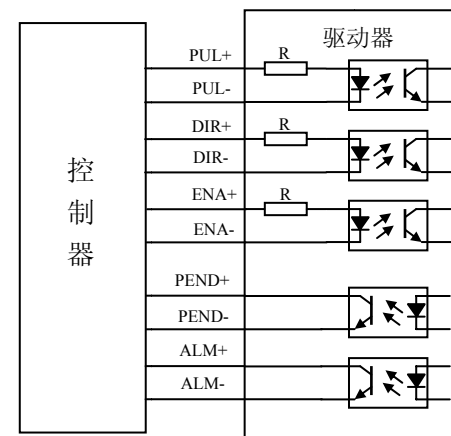 驱动器
PUL+
R
PUL-
DIR+
R
DIR-
控
制
器
ENA+
R
ENA-
PEND+
PEND-
ALM+
ALM-